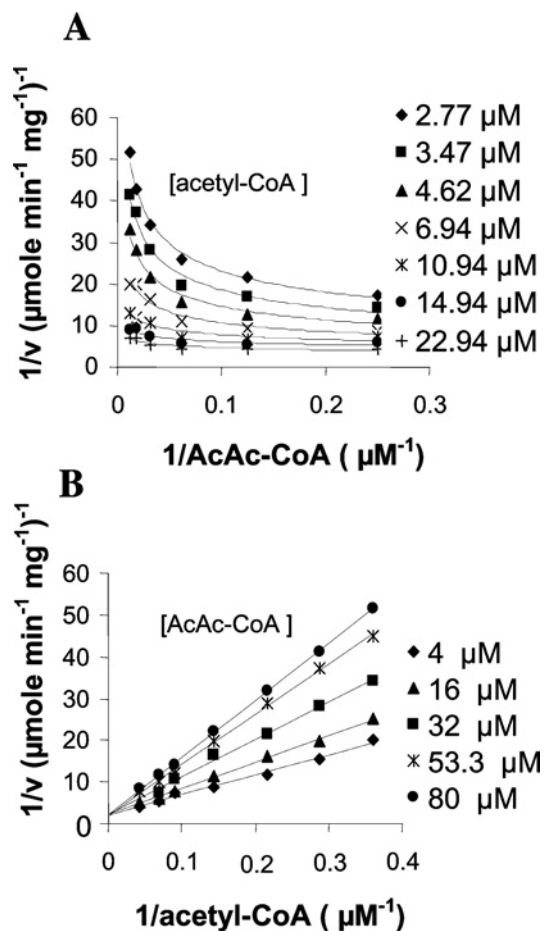 A
1/v (µmole min⁻¹ mg⁻¹)⁻¹
60
50
40
30
20
10
0
[acetyl-CoA ]
2.77 µM
3.47 µM
4.62 µM
6.94 µM
10.94 µM
14.94 µM
22.94 µM
0 0.1 0.2 0.3
1/AcAc-CoA ( µM⁻¹)
B
1/v (µmole min⁻¹ mg⁻¹)⁻¹
60
50
40
30
20
10
0
[AcAc-CoA ]
4 µM
16 µM
32 µM
53.3 µM
80 µM
0 0.1 0.2 0.3 0.4
1/acetyl-CoA ( µM⁻¹)